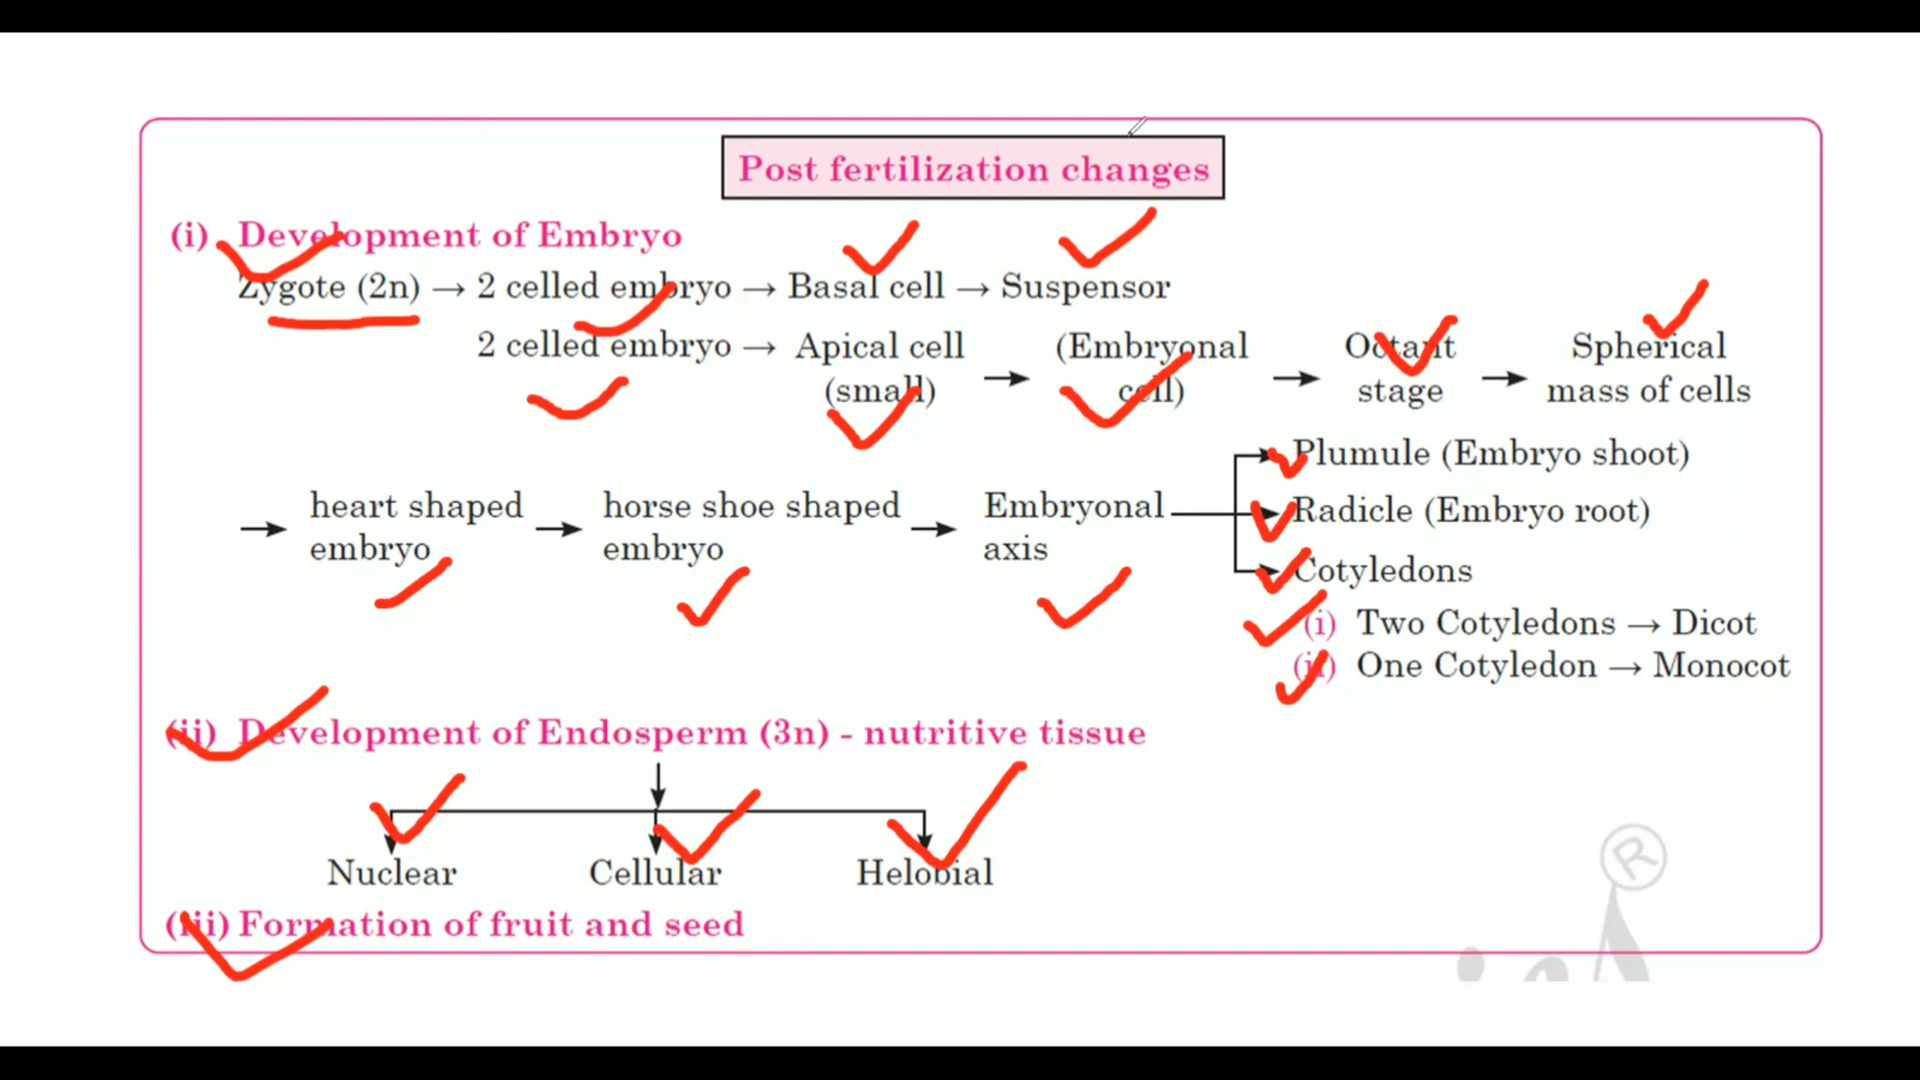 Post fertilization changes
(i) Development of Embryo
Zygote (2n) → 2 celled embryo → Basal cell → Suspensor
2 celled embryo → Apical cell (small) → (Embryonal cell) → Octant stage → Spherical mass of cells
→ heart shaped embryo → horse shoe shaped embryo → Embryonal axis
Plumule (Embryo shoot)
Radicle (Embryo root)
Cotyledons
(i) Two Cotyledons → Dicot
(ii) One Cotyledon → Monocot
(ii) Development of Endosperm (3n) - nutritive tissue
Nuclear Cellular Helobial
(iii) Formation of fruit and seed
®